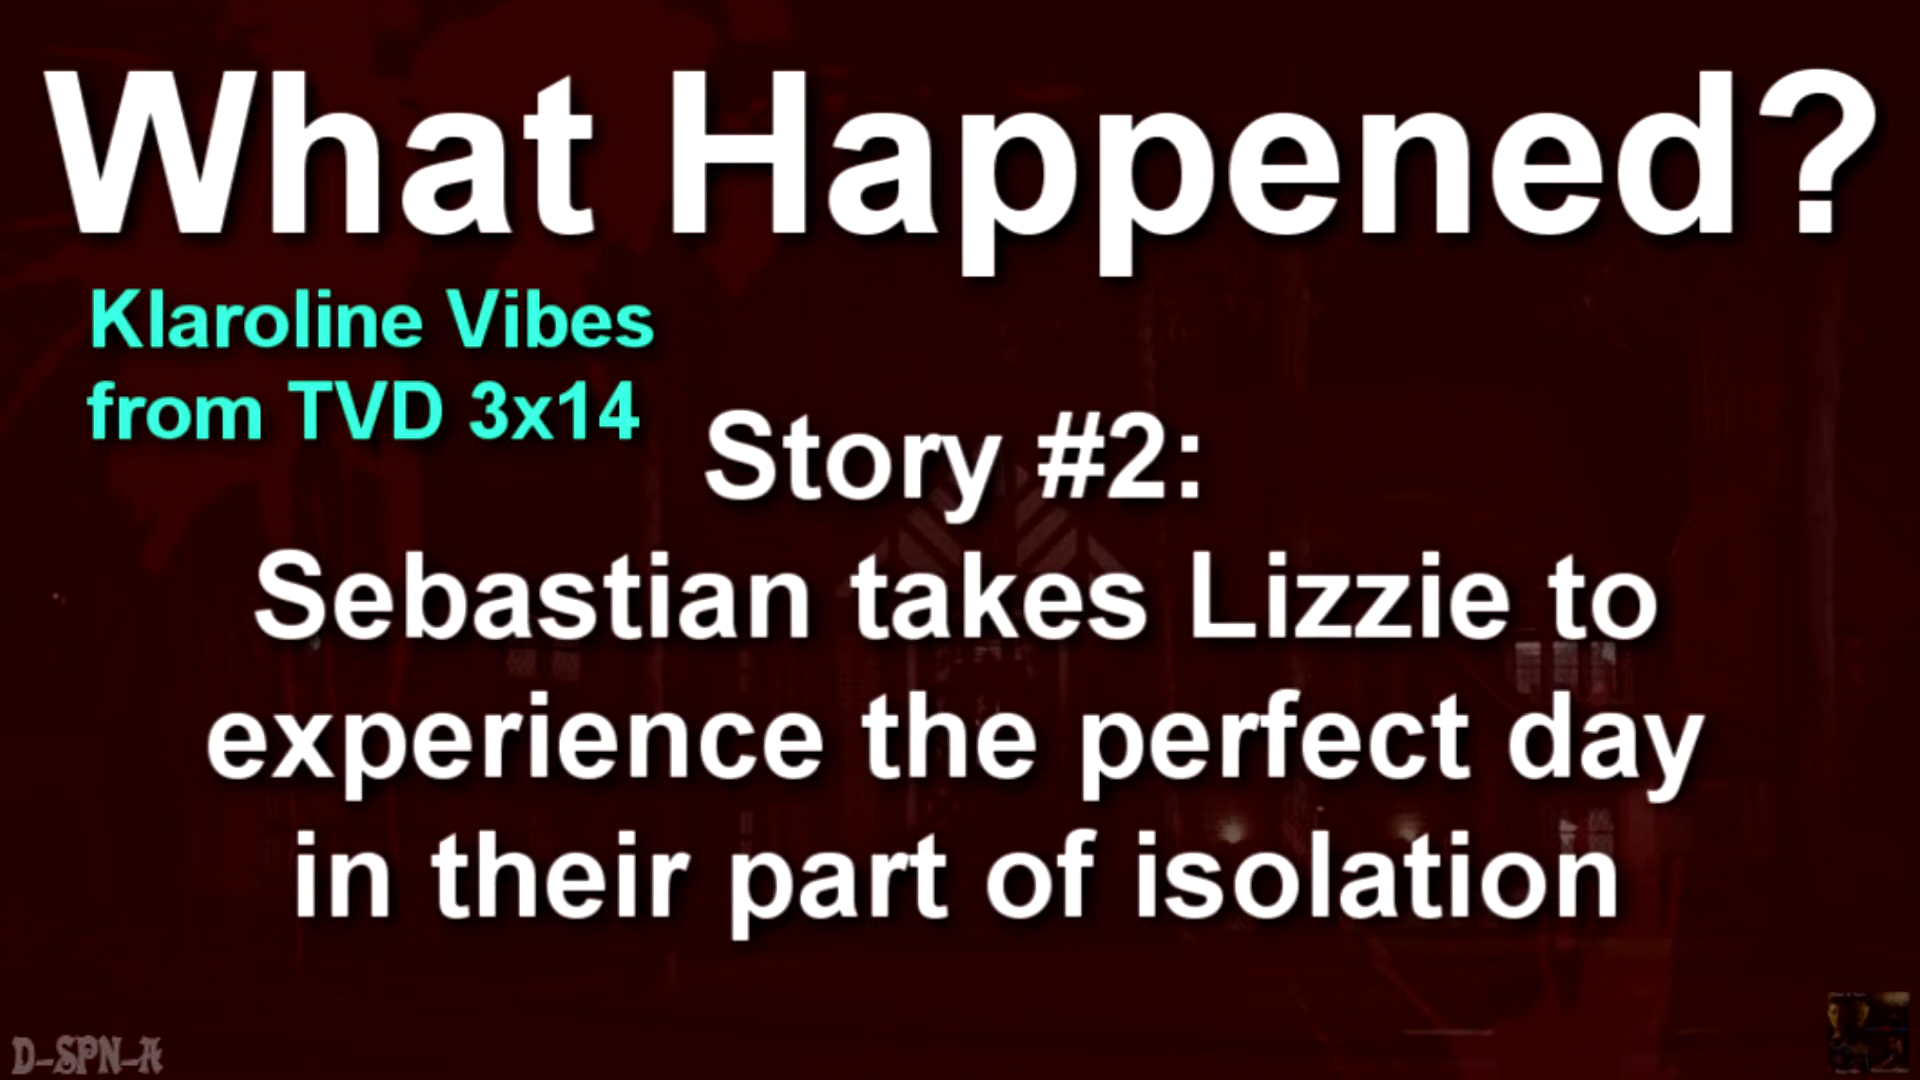 What Happened?
Klaroline Vibes
from TVD 3x14
Story #2:
Sebastian takes Lizzie to
experience the perfect day
in their part of isolation
D-SPN-A